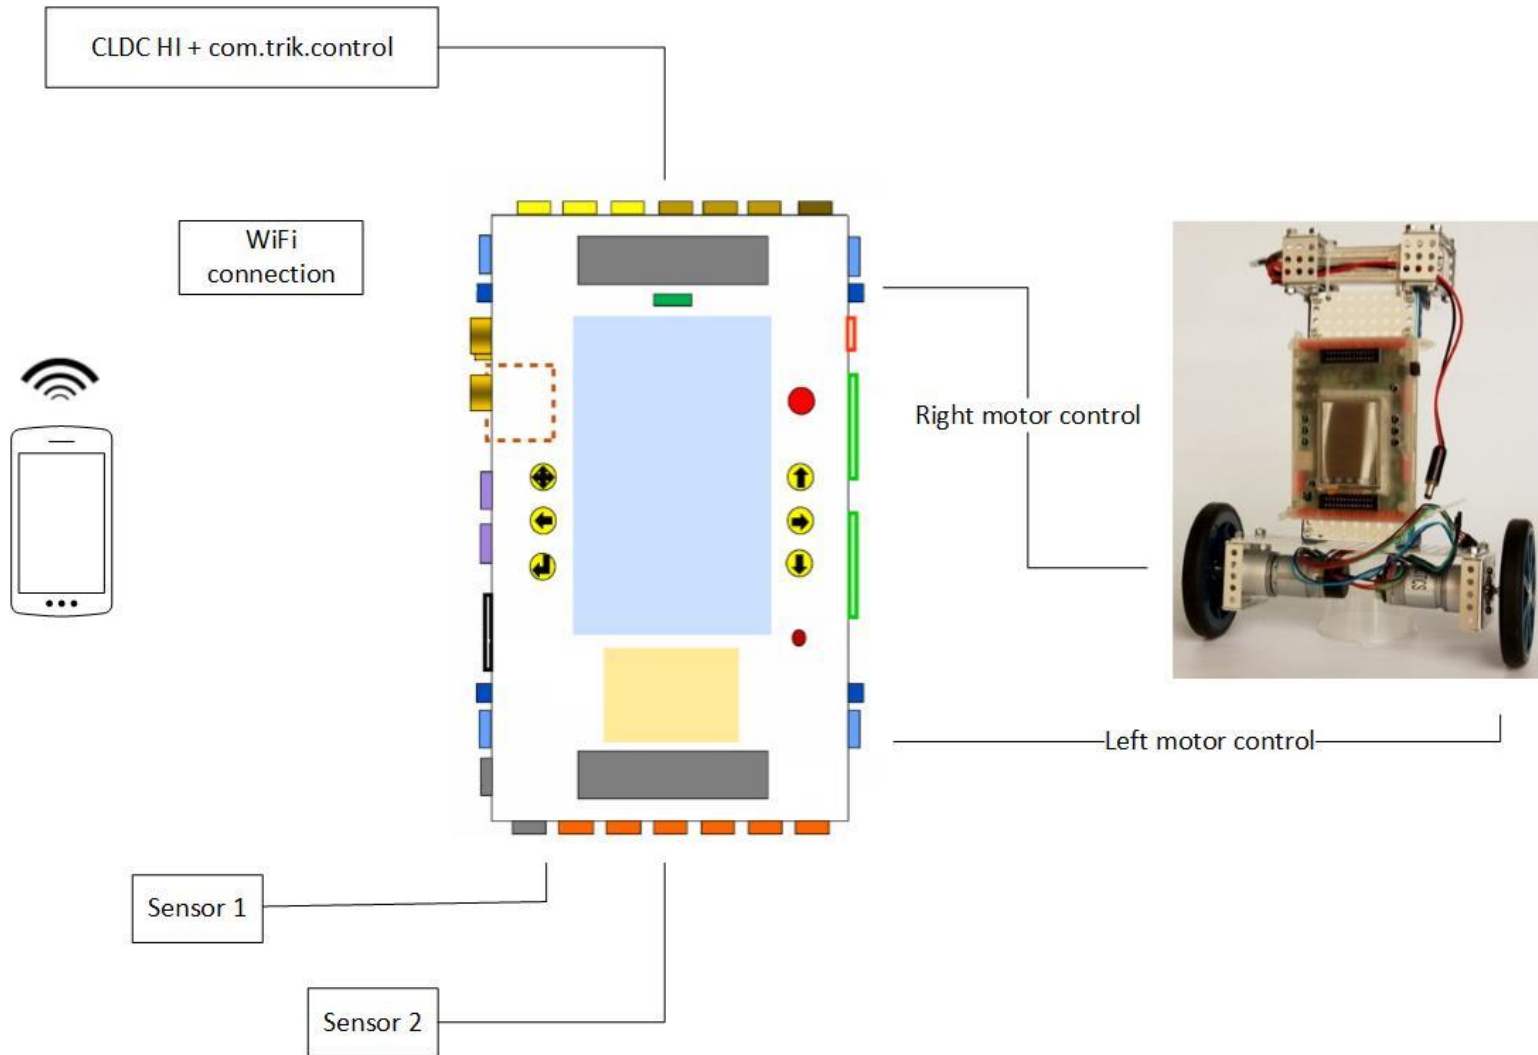 CLDC HI + com.trik.control
WiFi
connection
Right motor control
Left motor control
Sensor 1
Sensor 2